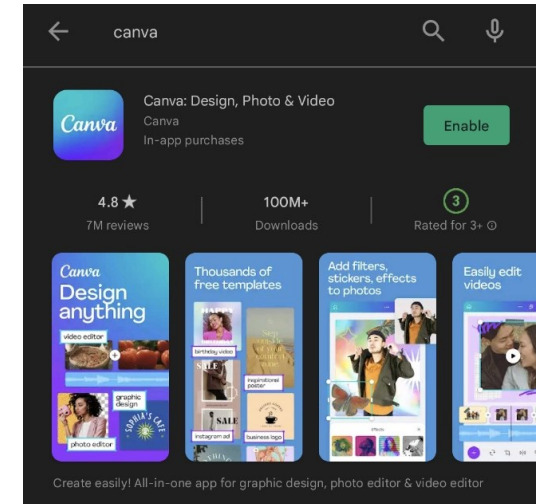 canva
Canva
Canva: Design, Photo & Video
Canva
In-app purchases
Enable
4.8★
7M reviews
100M+
Downloads
3
Rated for 3+
Canva
Design
anything
video editor
graphic
design
SOPHIA'S CAFE
photo editor
Thousands of
free templates
birthday video
inspirational
poster
SALE
SALE
instagram ad
business logo
Add filters,
stickers, effects
to photos
effects
Easily edit
videos
Create easily! All-in-one app for graphic design, photo editor & video editor